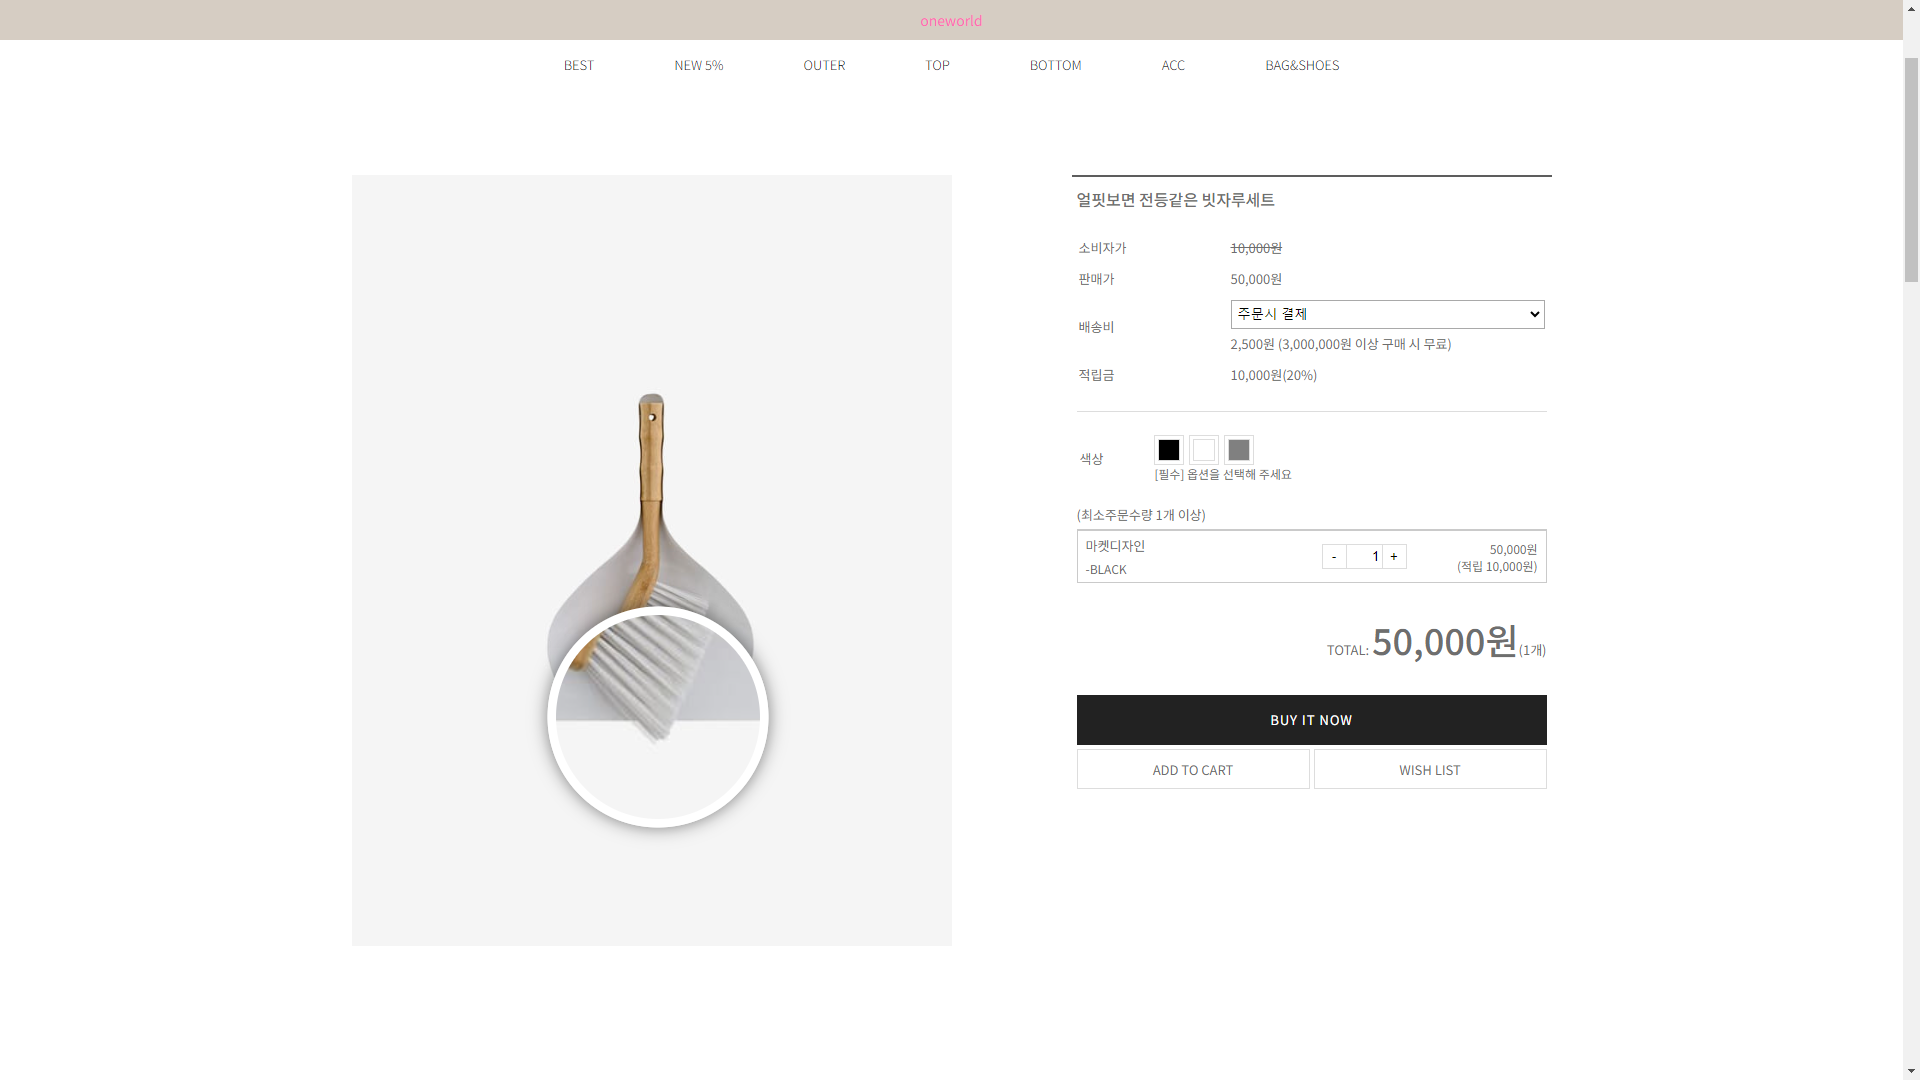 oneworld
BEST NEW 5% OUTER TOP BOTTOM ACC BAG&SHOES
얼핏보면 전등같은 빗자루세트
소비자가 10,000원
판매가 50,000원
배송비 주문시 결제
2,500원 (3,000,000원 이상 구매 시 무료)
적립금 10,000원(20%)
색상
[필수] 옵션을 선택해 주세요
(최소주문수량 1개 이상)
마켓디자인
-BLACK
- 1 +
50,000원
(적립 10,000원)
TOTAL: 50,000원(1개)
BUY IT NOW
ADD TO CART WISH LIST